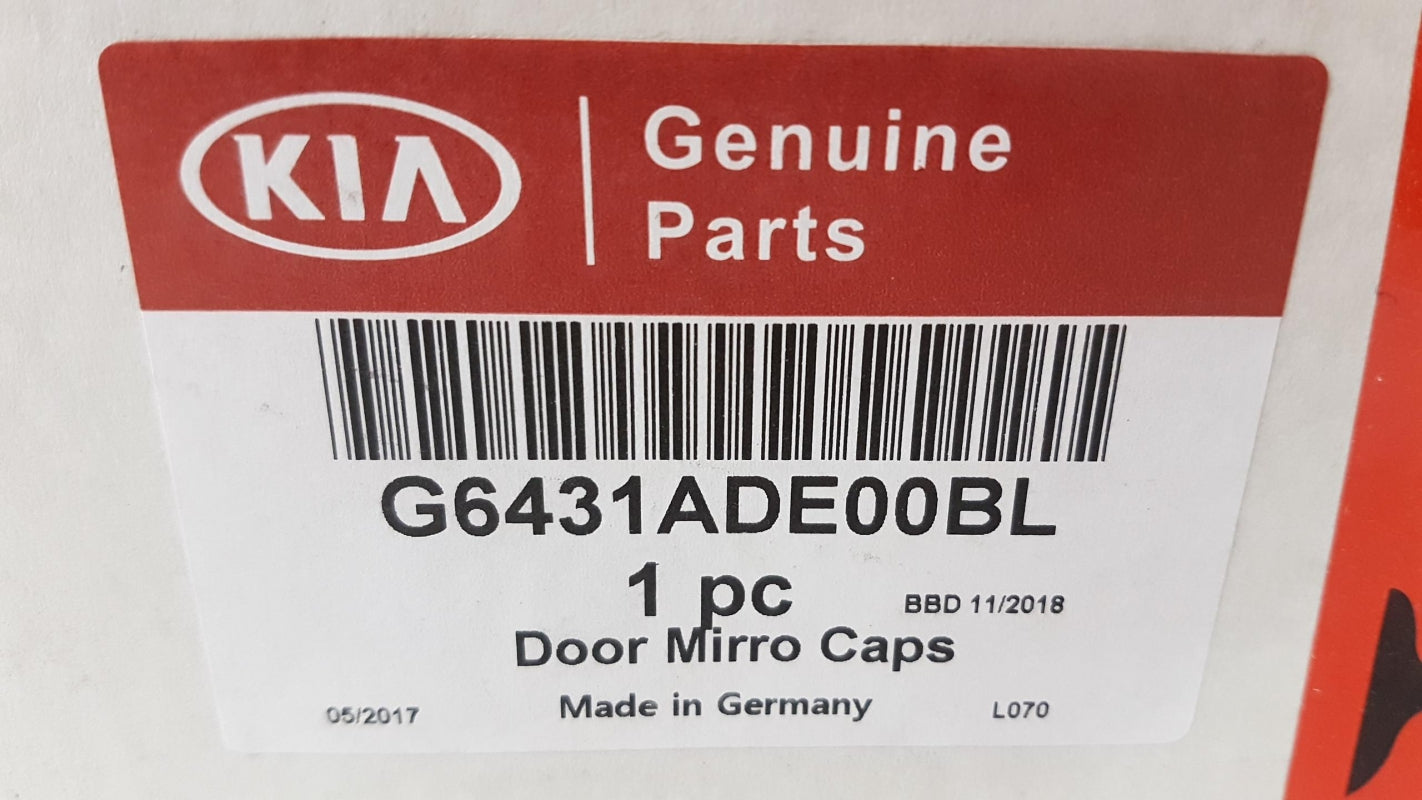 KIA
Genuine
Parts
G6431ADE00BL
1 pc
BBD 11/2018
Door Mirro Caps
05/2017
Made in Germany
L070